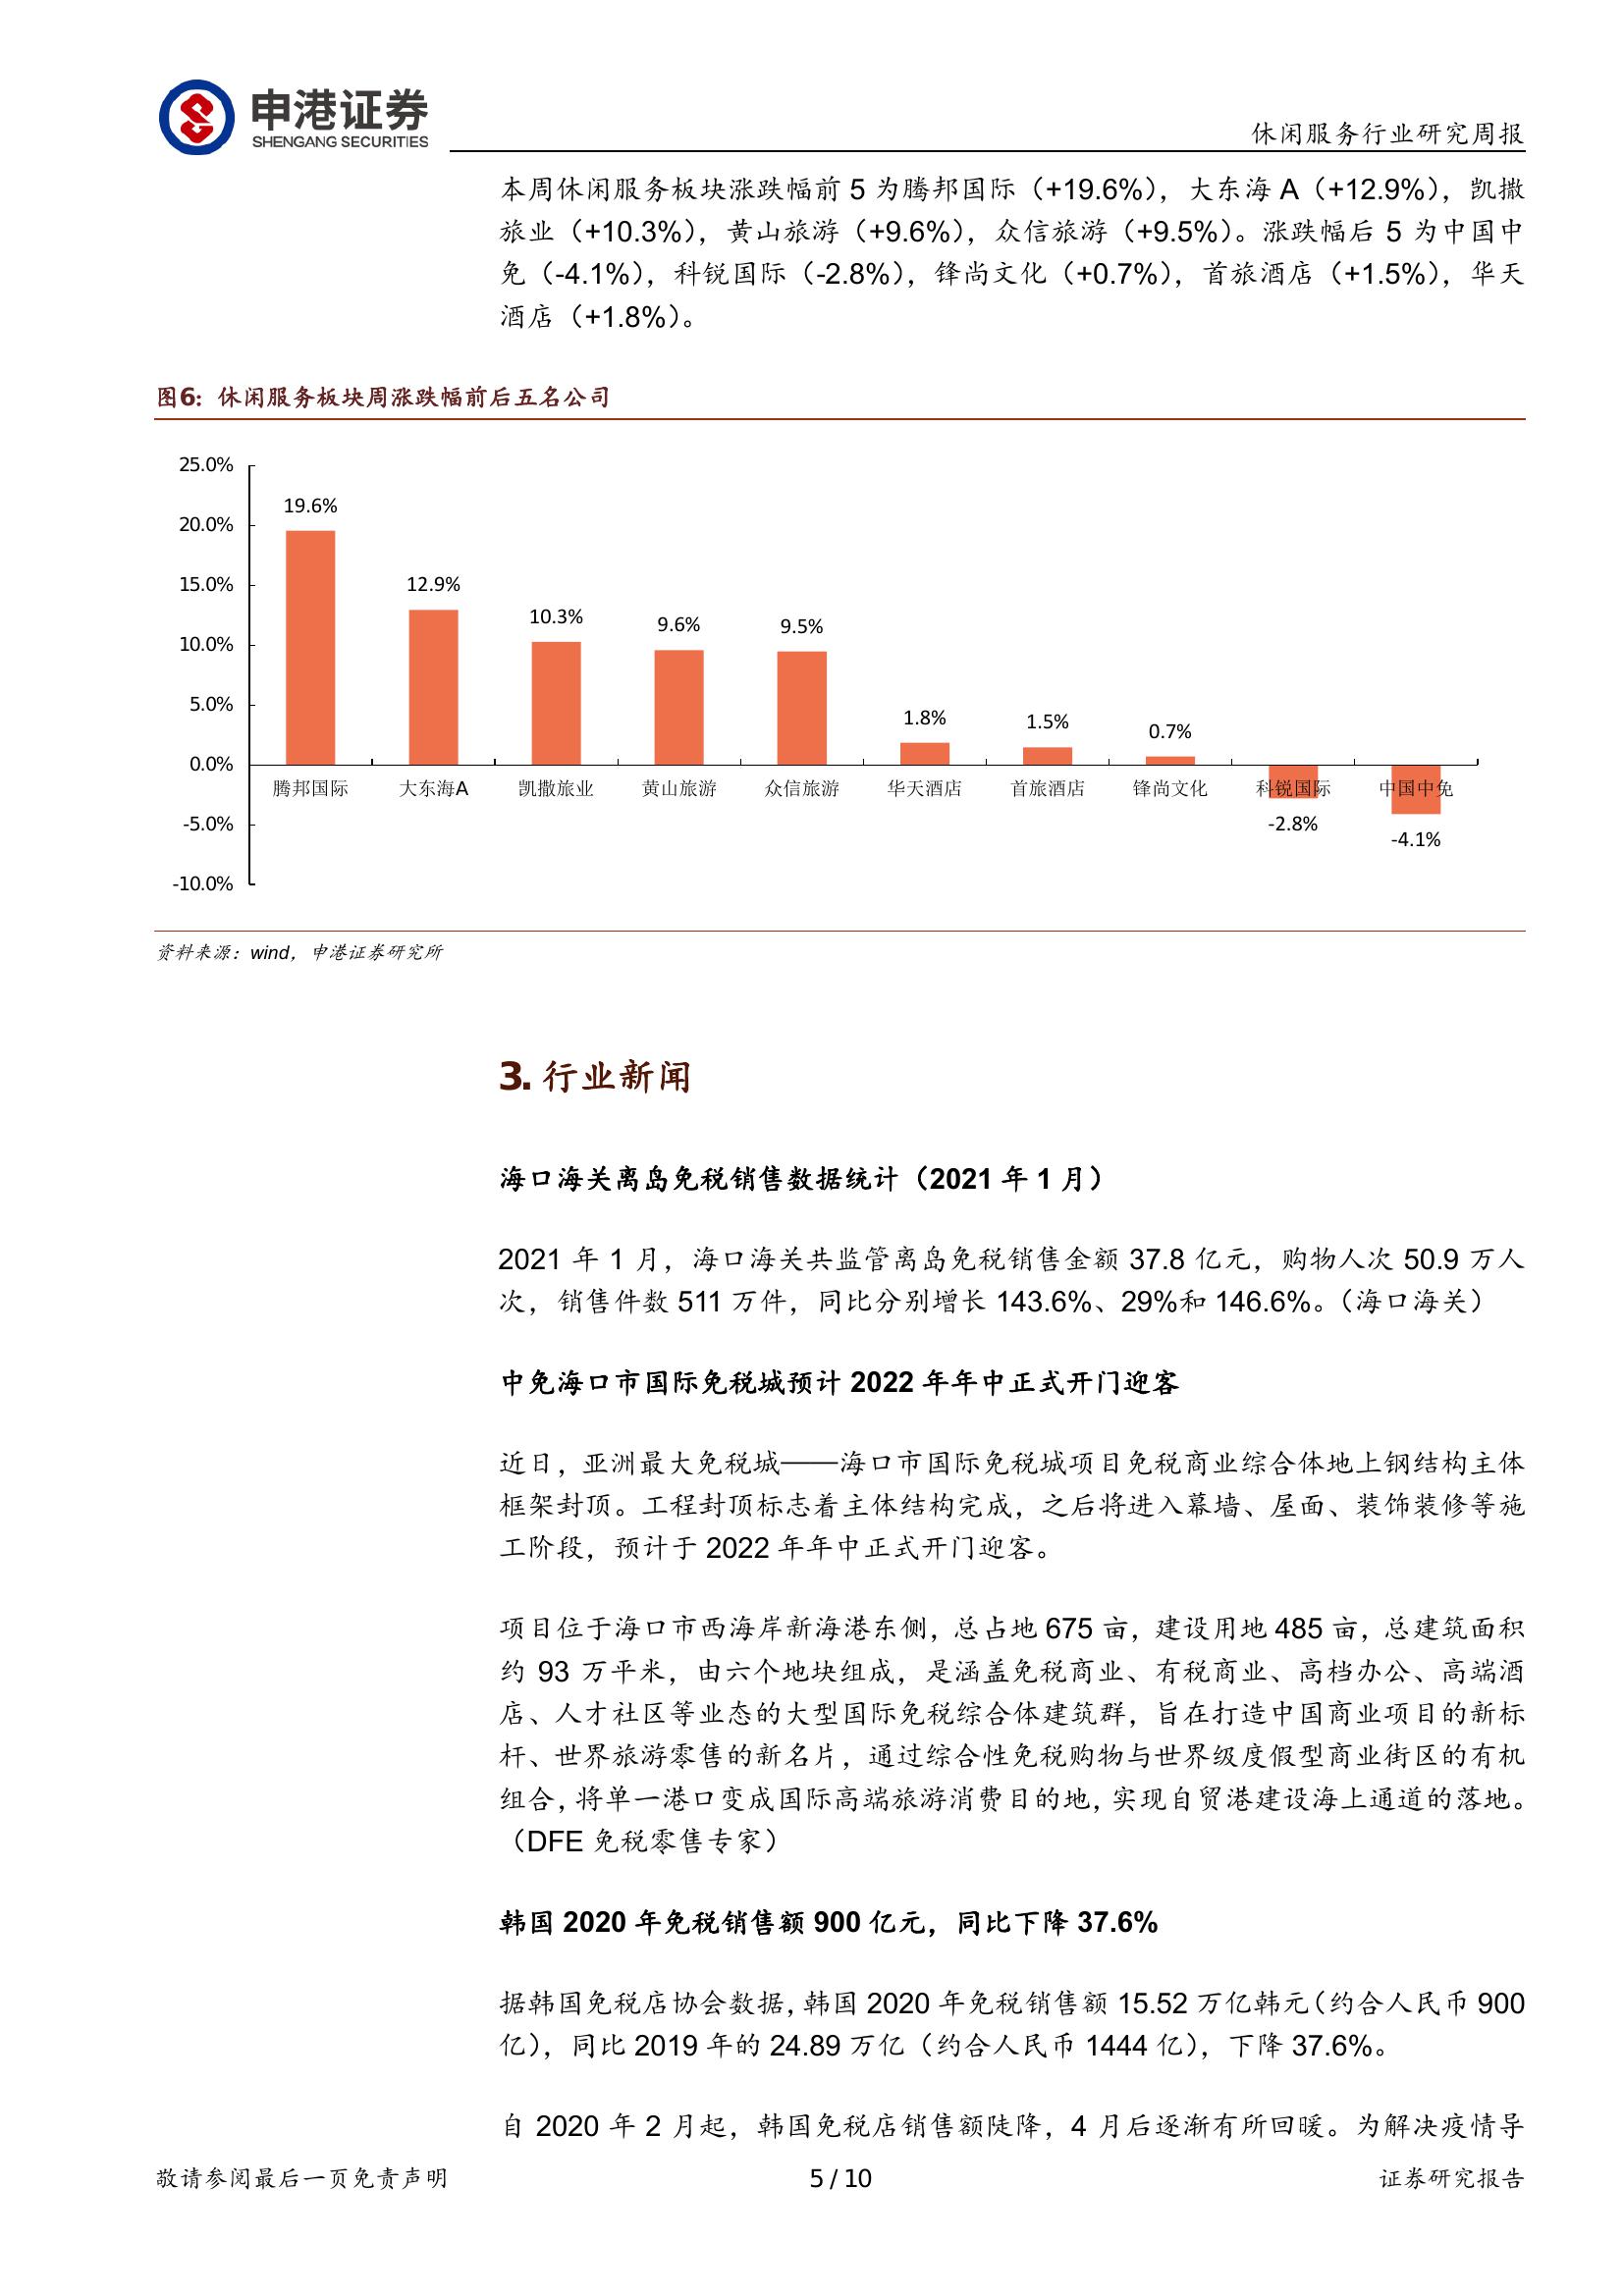 申港证券
SHENGANG SECURITIES
休闲服务行业研究周报
本周休闲服务板块涨跌幅前 5 为腾邦国际（+19.6%），大东海 A（+12.9%），凯撒
旅业（+10.3%），黄山旅游（+9.6%），众信旅游（+9.5%）。涨跌幅后 5 为中国中
免（-4.1%），科锐国际（-2.8%），锋尚文化（+0.7%），首旅酒店（+1.5%），华天
酒店（+1.8%）。
图6：休闲服务板块周涨跌幅前后五名公司
25.0%
20.0%
15.0%
10.0%
5.0%
0.0%
-5.0%
-10.0%
19.6%
12.9%
10.3%
9.6%
9.5%
1.8%
1.5%
0.7%
-2.8%
-4.1%
腾邦国际
大东海A
凯撒旅业
黄山旅游
众信旅游
华天酒店
首旅酒店
锋尚文化
科锐国际
中国中免
资料来源：wind，申港证券研究所
3. 行业新闻
海口海关离岛免税销售数据统计（2021 年 1 月）
2021 年 1 月，海口海关共监管离岛免税销售金额 37.8 亿元，购物人次 50.9 万人
次，销售件数 511 万件，同比分别增长 143.6%、29%和 146.6%。（海口海关）
中免海口市国际免税城预计 2022 年年中正式开门迎客
近日，亚洲最大免税城——海口市国际免税城项目免税商业综合体地上钢结构主体
框架封顶。工程封顶标志着主体结构完成，之后将进入幕墙、屋面、装饰装修等施
工阶段，预计于 2022 年年中正式开门迎客。
项目位于海口市西海岸新海港东侧，总占地 675 亩，建设用地 485 亩，总建筑面积
约 93 万平米，由六个地块组成，是涵盖免税商业、有税商业、高档办公、高端酒
店、人才社区等业态的大型国际免税综合体建筑群，旨在打造中国商业项目的新标
杆、世界旅游零售的新名片，通过综合性免税购物与世界级度假型商业街区的有机
组合，将单一港口变成国际高端旅游消费目的地，实现自贸港建设海上通道的落地。
（DFE 免税零售专家）
韩国 2020 年免税销售额 900 亿元，同比下降 37.6%
据韩国免税店协会数据，韩国 2020 年免税销售额 15.52 万亿韩元（约合人民币 900
亿），同比 2019 年的 24.89 万亿（约合人民币 1444 亿），下降 37.6%。
自 2020 年 2 月起，韩国免税店销售额陡降，4 月后逐渐有所回暖。为解决疫情导
敬请参阅最后一页免责声明
5 / 10
证券研究报告